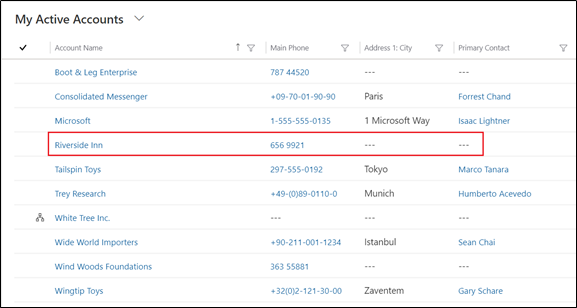 My Active Accounts
Account Name Main Phone Address 1: City Primary Contact
Boot & Leg Enterprise 787 44520 --- ---
Consolidated Messenger +09-70-01-90-90 Paris Forrest Chand
Microsoft 1-555-555-0135 1 Microsoft Way Isaac Lightner
Riverside Inn 656 9921 --- ---
Tailspin Toys 297-555-0192 Tokyo Marco Tanara
Trey Research +49-(0)89-0110-0 Munich Humberto Acevedo
White Tree Inc. --- --- ---
Wide World Importers +90-211-001-1234 Istanbul Sean Chai
Wind Woods Foundations 363 55881 --- ---
Wingtip Toys +32(0)2-121-30-00 Zaventem Gary Schare